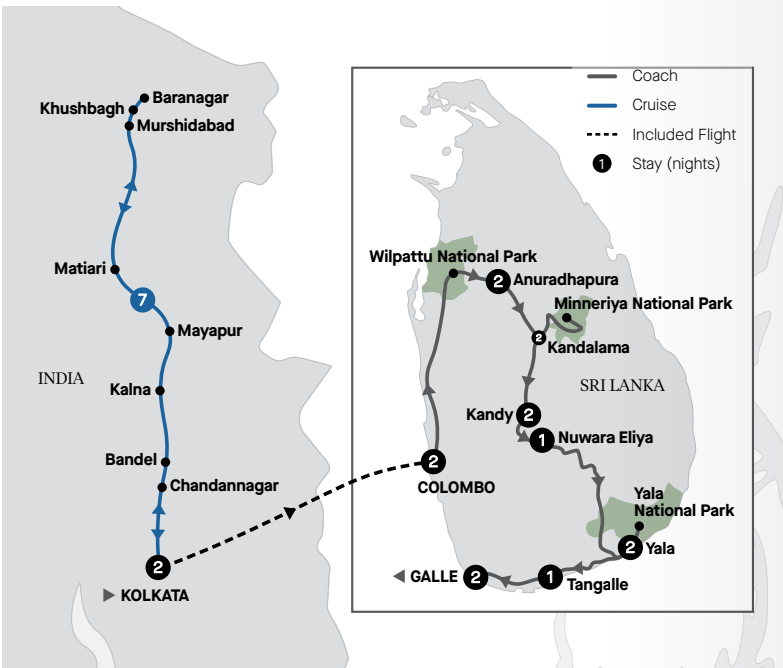 Baranagar
Khushbagh
Murshidabad
Matiari
7
Mayapur
INDIA
Kalna
Bandel
Chandannagar
2
KOLKATA
Coach
Cruise
Included Flight
1 Stay (nights)
Wilpattu National Park
2 Anuradhapura
Minneriya National Park
2
Kandalama
SRI LANKA
Kandy 2
1 Nuwara Eliya
2
COLOMBO
Yala
National Park
2 Yala
GALLE 2
1
Tangalle